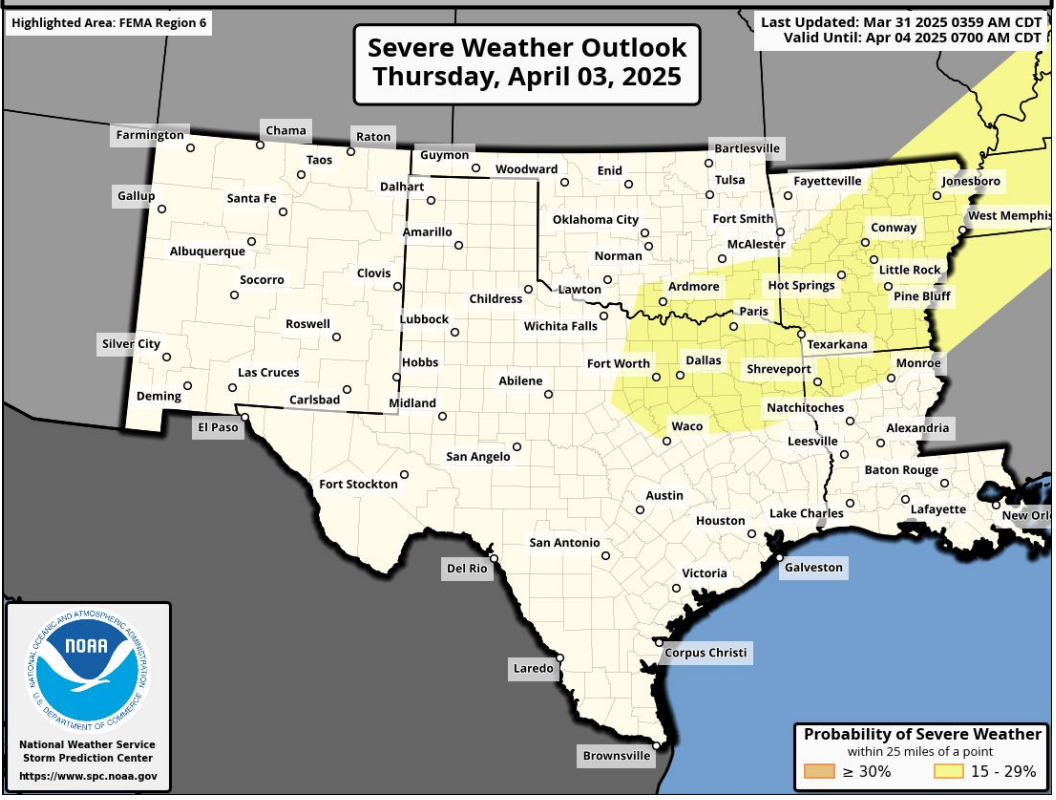 Highlighted Area: FEMA Region 6
Severe Weather Outlook
Thursday, April 03, 2025
Last Updated: Mar 31 2025 0359 AM CDT
Valid Until: Apr 04 2025 0700 AM CDT
Farmington
Chama
Raton
Taos
Guymon
Woodward
Enid
Bartlesville
Tulsa
Fayetteville
Jonesboro
Gallup
Santa Fe
Dalhart
Oklahoma City
Fort Smith
West Memphis
Albuquerque
Amarillo
Norman
McAlester
Conway
Socorro
Clovis
Childress
Lawton
Ardmore
Hot Springs
Little Rock
Pine Bluff
Roswell
Lubbock
Wichita Falls
Paris
Texarkana
Silver City
Las Cruces
Hobbs
Fort Worth
Dallas
Shreveport
Monroe
Deming
Carlsbad
Midland
Abilene
Natchitoches
El Paso
Waco
Leesville
Alexandria
San Angelo
Fort Stockton
Baton Rouge
Austin
Houston
Lake Charles
Lafayette
New Orl
San Antonio
Del Rio
Galveston
Victoria
Corpus Christi
Laredo
Brownsville
NATIONAL OCEANIC AND ATMOSPHERIC ADMINISTRATION
NOAA
U.S. DEPARTMENT OF COMMERCE
National Weather Service
Storm Prediction Center
https://www.spc.noaa.gov
Probability of Severe Weather
within 25 miles of a point
≥ 30%
15 - 29%